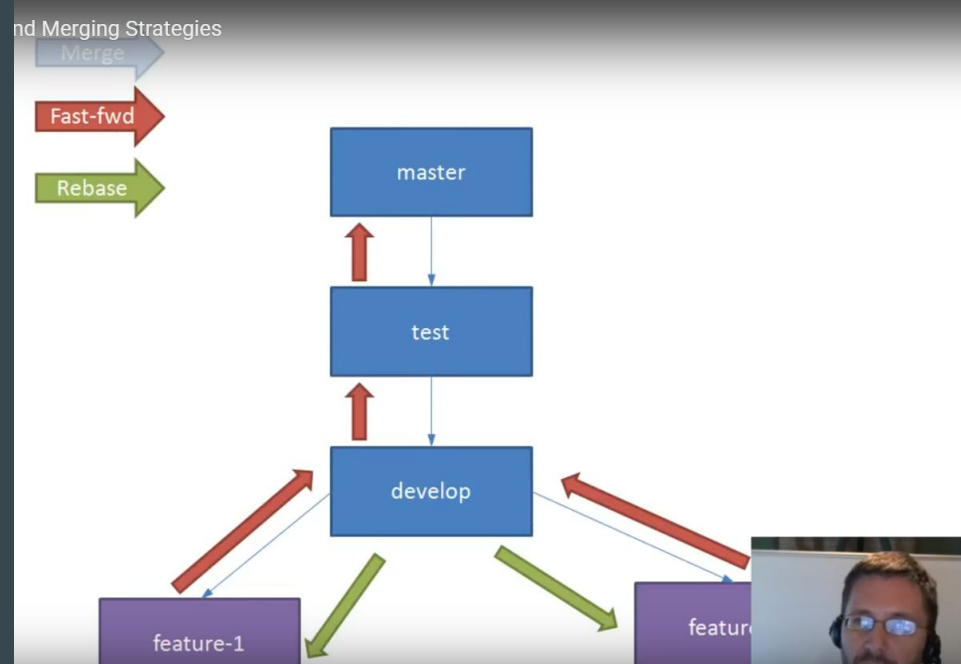 nd Merging Strategies
Merge
Fast-fwd
Rebase
master
test
develop
feature-1
featur